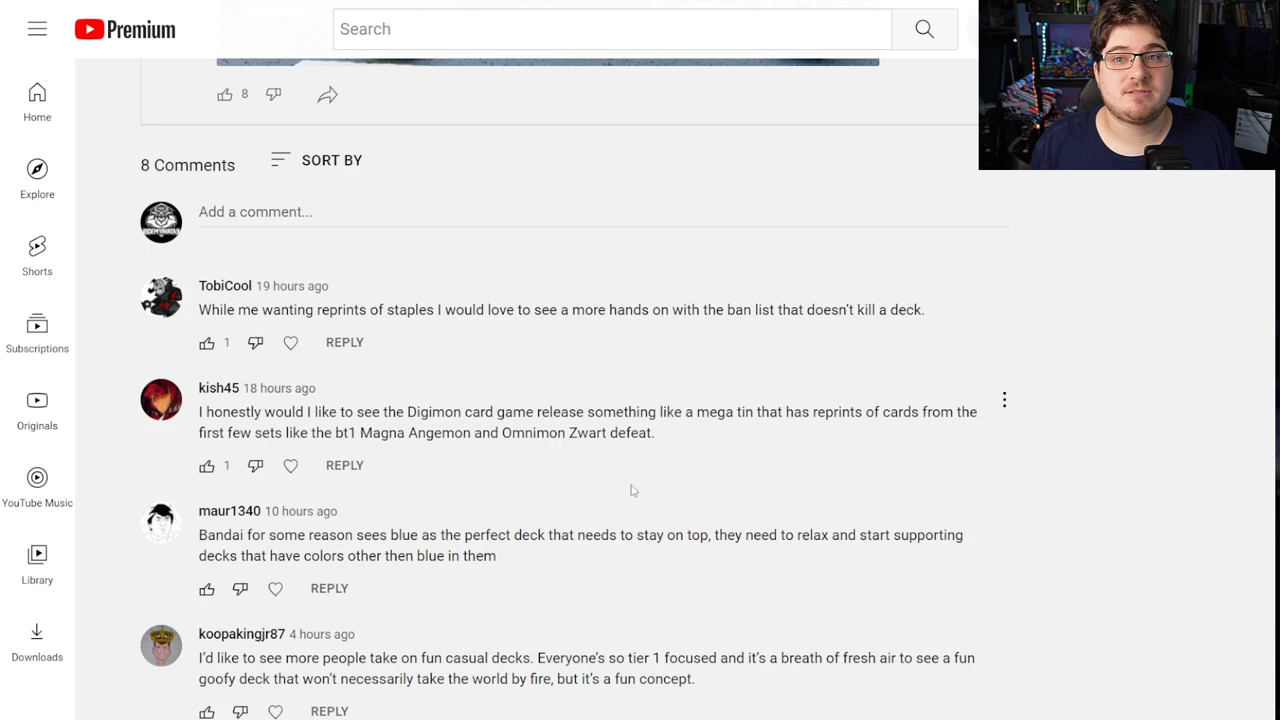 Premium
Search
8
8 Comments
SORT BY
Add a comment...
TobiCool 19 hours ago
While me wanting reprints of staples I would love to see a more hands on with the ban list that doesn't kill a deck.
1 REPLY
kish45 18 hours ago
I honestly would I like to see the Digimon card game release something like a mega tin that has reprints of cards from the
first few sets like the bt1 Magna Angemon and Omnimon Zwart defeat.
1 REPLY
maur1340 10 hours ago
Bandai for some reason sees blue as the perfect deck that needs to stay on top, they need to relax and start supporting
decks that have colors other then blue in them
REPLY
koopakingjr87 4 hours ago
I'd like to see more people take on fun casual decks. Everyone's so tier 1 focused and it's a breath of fresh air to see a fun
goofy deck that won't necessarily take the world by fire, but it's a fun concept.
REPLY
Home
Explore
Shorts
Subscriptions
Originals
YouTube Music
Library
Downloads